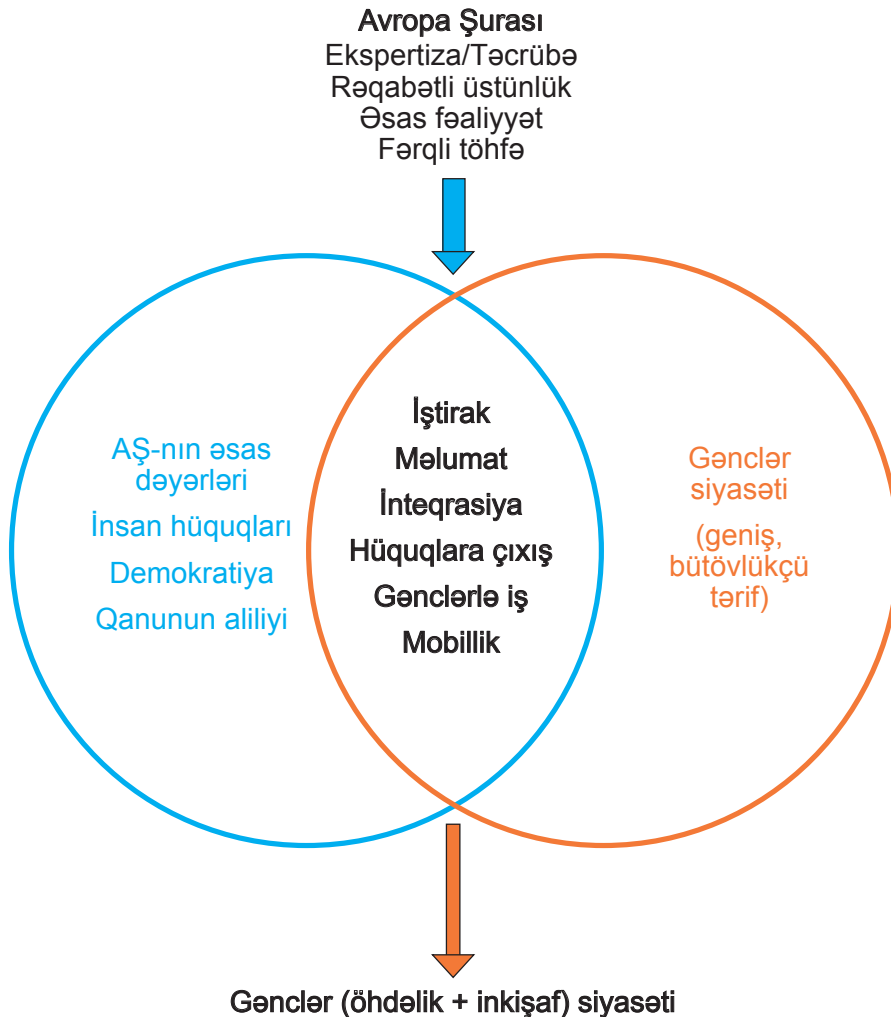 Avropa Şurası
Ekspertiza/Təcrübə
Rəqabətli üstünlük
Əsas fəaliyyət
Fərqli töhfə
AŞ-nın əsas
dəyərləri
İnsan hüquqları
Demokratiya
Qanunun aliliyi
İştirak
Məlumat
İnteqrasiya
Hüquqlara çıxış
Gənclərlə iş
Mobillik
Gənclər
siyasəti
(geniş,
bütövlükçü
tərif)
Gənclər (öhdəlik + inkişaf) siyasəti